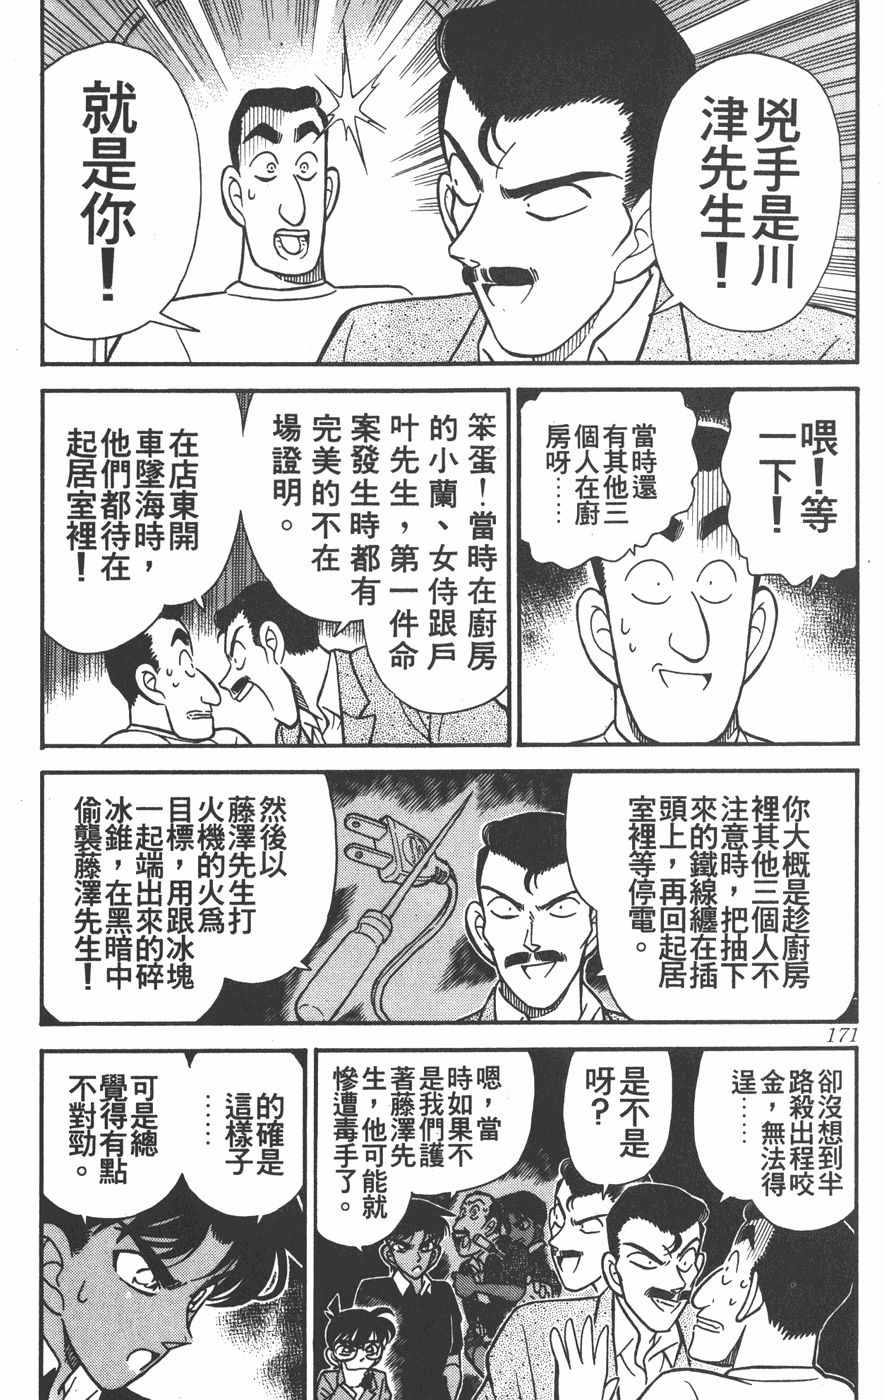 兇手是川
津先生！
就是你！
喂！等
一下！
當時還
有其他三
個人在廚
房呀……
笨蛋！當時在廚房
的小蘭、女侍跟戶
叶先生，第一件命
案發生時都有
完美的不在
場證明。
在店東開
車墜海時，
他們都待在
起居室裡！
你大概是趁廚房
裡其他三個人不
注意時，把抽下
來的鐵線纏在插
頭上，再回起居
室裡等停電。
然後以
藤澤先生打
火機的火為
目標，用跟冰塊
一起端出來的碎
冰錐，在黑暗中
偷襲藤澤先生！
171
卻沒想到半
路殺出程咬
金，無法得
逞……
是不是
呀？
嗯，當
時如果不
是我們護
著藤澤先
生，他可能就
慘遭毒手了。
的確是
這樣子
……
可是總
覺得有點
不對勁。